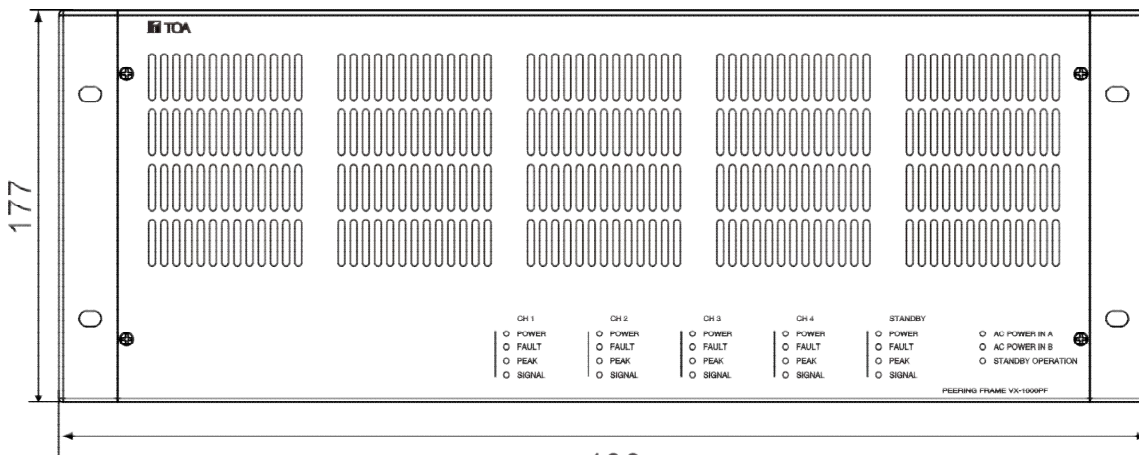 TOA
177
CH 1 CH 2 CH 3 CH 4 STANDBY
POWER POWER POWER POWER POWER AC POWER IN A
FAULT FAULT FAULT FAULT FAULT AC POWER IN B
PEAK PEAK PEAK PEAK PEAK STANDBY OPERATION
SIGNAL SIGNAL SIGNAL SIGNAL SIGNAL
PEERING FRAME VX-1000PF